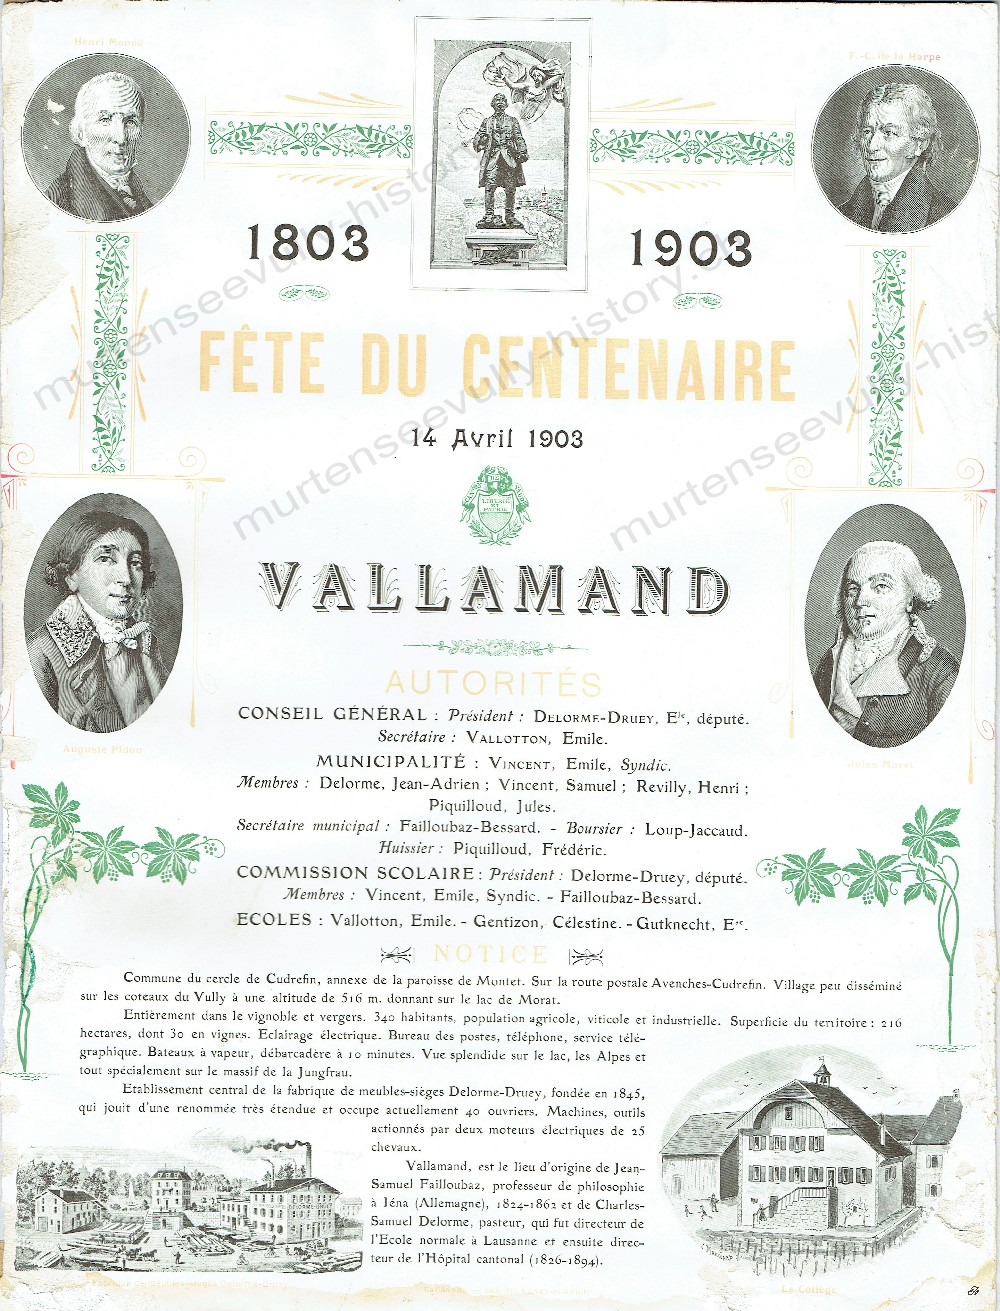 Henri Monod
F.-C. de la Harpe
1803
1903
FÊTE DU CENTENAIRE
14 Avril 1903
LIBERTÉ
ET
PATRIE
VALLAMAND
Auguste Pidou
Jules Muret
AUTORITÉS
CONSEIL GÉNÉRAL : Président : DELORME-DRUEY, Ele, député.
Secrétaire : VALLOTTON, Emile.
MUNICIPALITÉ : VINCENT, Emile, Syndic.
Membres : Delorme, Jean-Adrien ; Vincent, Samuel ; Revilly, Henri ;
Piquilloud, Jules.
Secrétaire municipal : Failloubaz-Bessard. - Boursier : Loup-Jaccaud.
Huissier : Piquilloud, Frédéric.
COMMISSION SCOLAIRE : Président : Delorme-Druey, député.
Membres : Vincent, Emile, Syndic. - Failloubaz-Bessard.
ECOLES : Vallotton, Emile. - Gentizon, Célestine. - Gutknecht, Ese.
NOTICE
Commune du cercle de Cudrefin, annexe de la paroisse de Montet. Sur la route postale Avenches-Cudrefin. Village peu disséminé
sur les coteaux du Vully à une altitude de 516 m. donnant sur le lac de Morat.
Entièrement dans le vignoble et vergers. 340 habitants, population agricole, viticole et industrielle. Superficie du territoire : 216
hectares, dont 30 en vignes. Eclairage électrique. Bureau des postes, téléphone, service télé-
graphique. Bateaux à vapeur, débarcadère à 10 minutes. Vue splendide sur le lac, les Alpes et
tout spécialement sur le massif de la Jungfrau.
Etablissement central de la fabrique de meubles-sièges Delorme-Druey, fondée en 1845,
qui jouit d'une renommée très étendue et occupe actuellement 40 ouvriers. Machines, outils
actionnés par deux moteurs électriques de 25
chevaux.
Vallamand, est le lieu d'origine de Jean-
Samuel Failloubaz, professeur de philosophie
à Iéna (Allemagne), 1824-1862 et de Charles-
Samuel Delorme, pasteur, qui fut directeur de
l'Ecole normale à Lausanne et ensuite direc-
teur de l'Hôpital cantonal (1826-1894).
Le Collège
murtenseevully-history.ch
murtenseevully-history.ch
murtenseevully-history